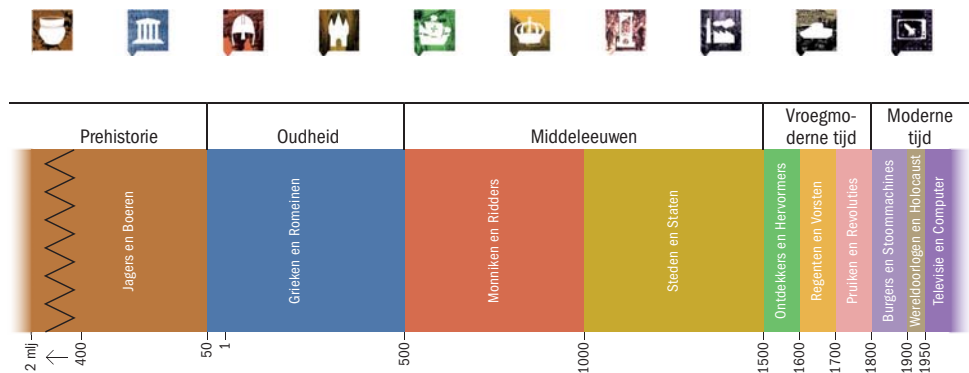 Prehistorie
Oudheid
Middeleeuwen
Vroegmo-
derne tijd
Moderne
tijd
Jagers en Boeren
Grieken en Romeinen
Monniken en Ridders
Steden en Staten
Ontdekkers en Hervormers
Regenten en Vorsten
Pruiken en Revoluties
Burgers en Stoommachines
Wereldoorlogen en Holocaust
Televisie en Computer
2 mlj
400
50
1
500
1000
1500
1600
1700
1800
1900
1950